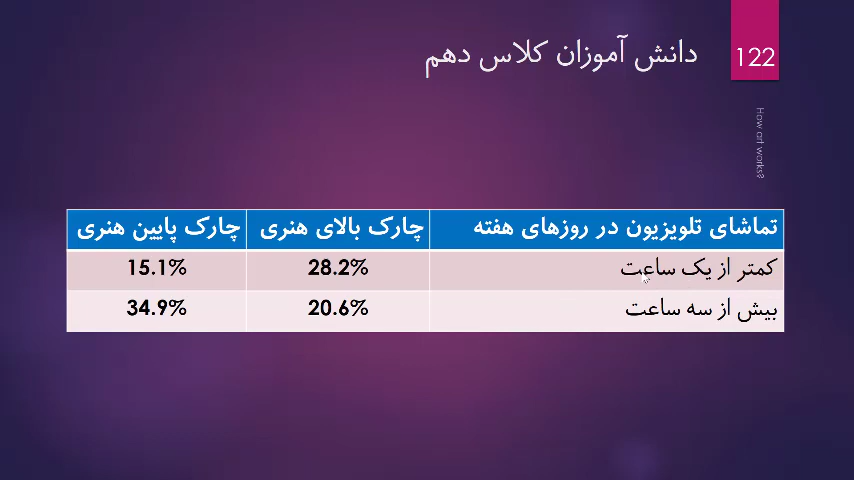 دانش آموزان کلاس دهم
122
How art works?
تماشای تلویزیون در روزهای هفته چارک بالای هنری چارک پایین هنری
کمتر از یک ساعت 28.2% 15.1%
بیش از سه ساعت 20.6% 34.9%